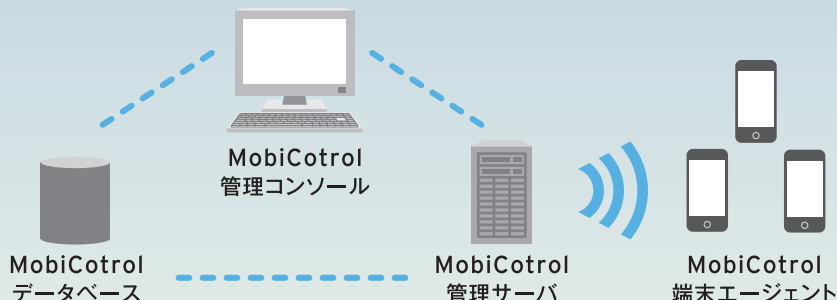 MobiCotrol
管理コンソール
MobiCotrol
データベース
MobiCotrol
管理サーバ
MobiCotrol
端末エージェント